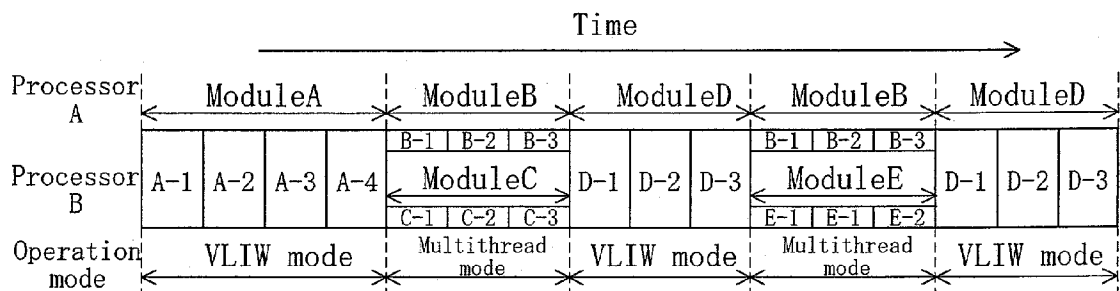 Time
Processor A
ModuleA ModuleB ModuleD ModuleB ModuleD
B-1 B-2 B-3 B-1 B-2 B-3
Processor B
A-1 A-2 A-3 A-4 ModuleC D-1 D-2 D-3 ModuleE D-1 D-2 D-3
C-1 C-2 C-3 E-1 E-1 E-2
Operation mode
VLIW mode Multithread mode VLIW mode Multithread mode VLIW mode